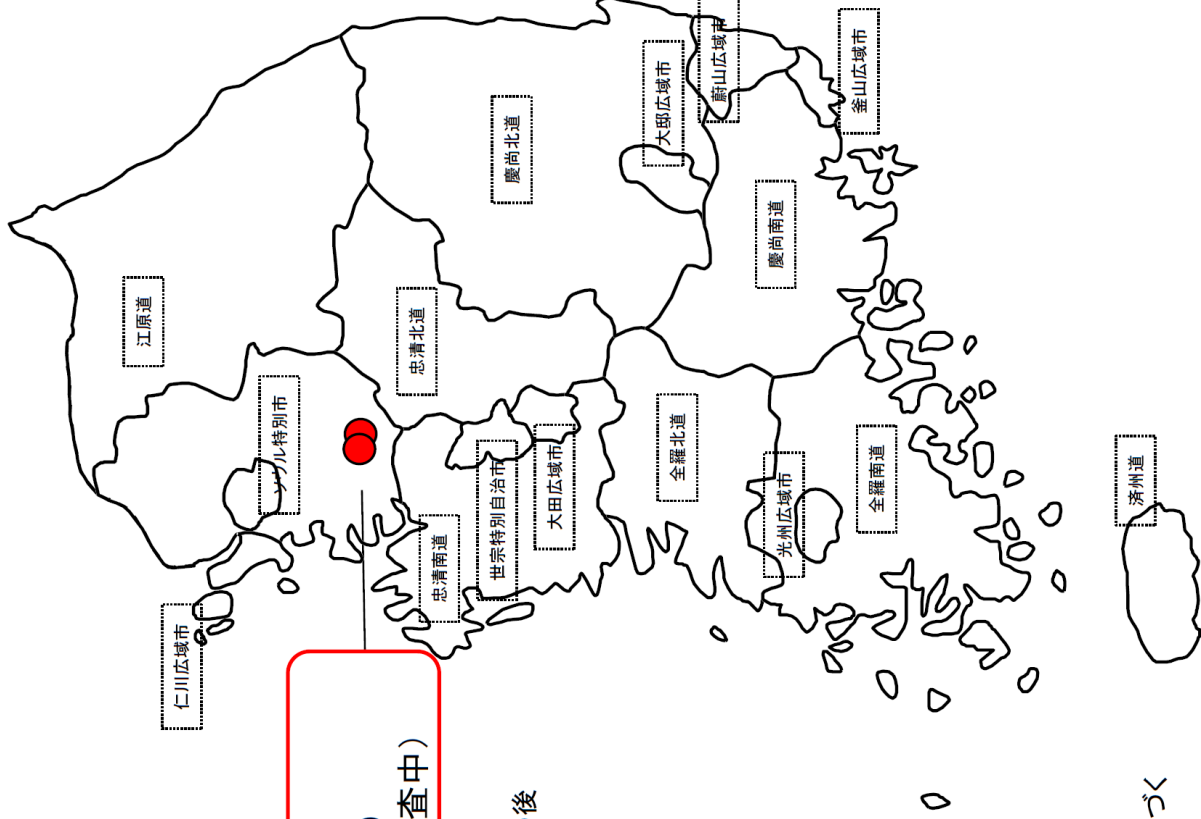 江原道
ソウル特別市
仁川広域市
忠清北道
慶尚北道
忠清南道
世宗特別自治市
大田広域市
大邱広域市
蔚山広域市
全羅北道
慶尚南道
釜山広域市
光州広域市
全羅南道
済州道
査中)
後
づく